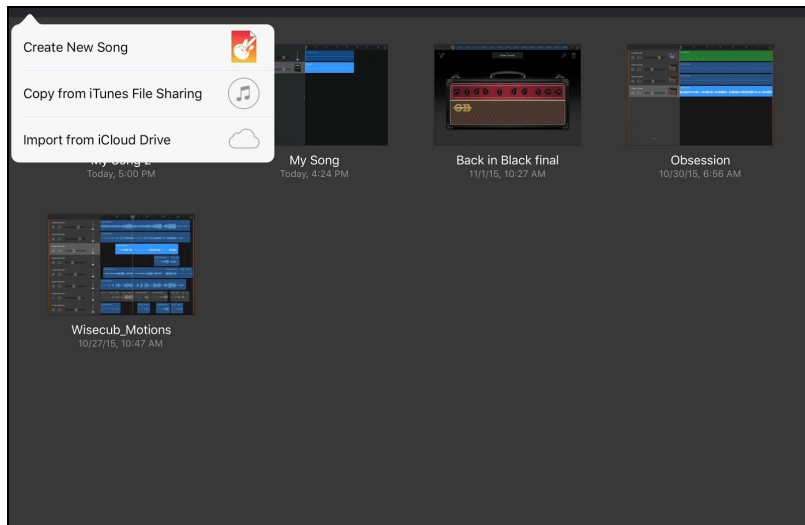 Create New Song
Copy from iTunes File Sharing
Import from iCloud Drive
My Song 2
Today, 5:00 PM
My Song
Today, 4:24 PM
Back in Black final
11/1/15, 10:27 AM
Obsession
10/30/15, 6:56 AM
Wisecub_Motions
10/27/15, 10:47 AM